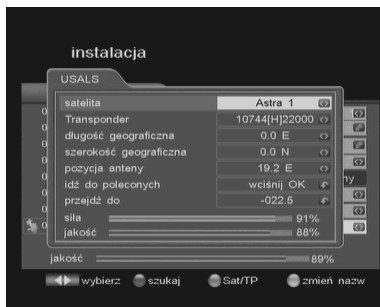 instalacja
USALS
satelita Astra 1
Transponder 10744[H]22000
długość geograficzna 0.0 E
szerokość geograficzna 0.0 N
pozycja anteny 19.2 E
idź do poleconych wciśnij OK
przejdź do -022.5
siła 91%
jakość 88%
jakość 89%
wybierz szukaj Sat/TP zmień nazw